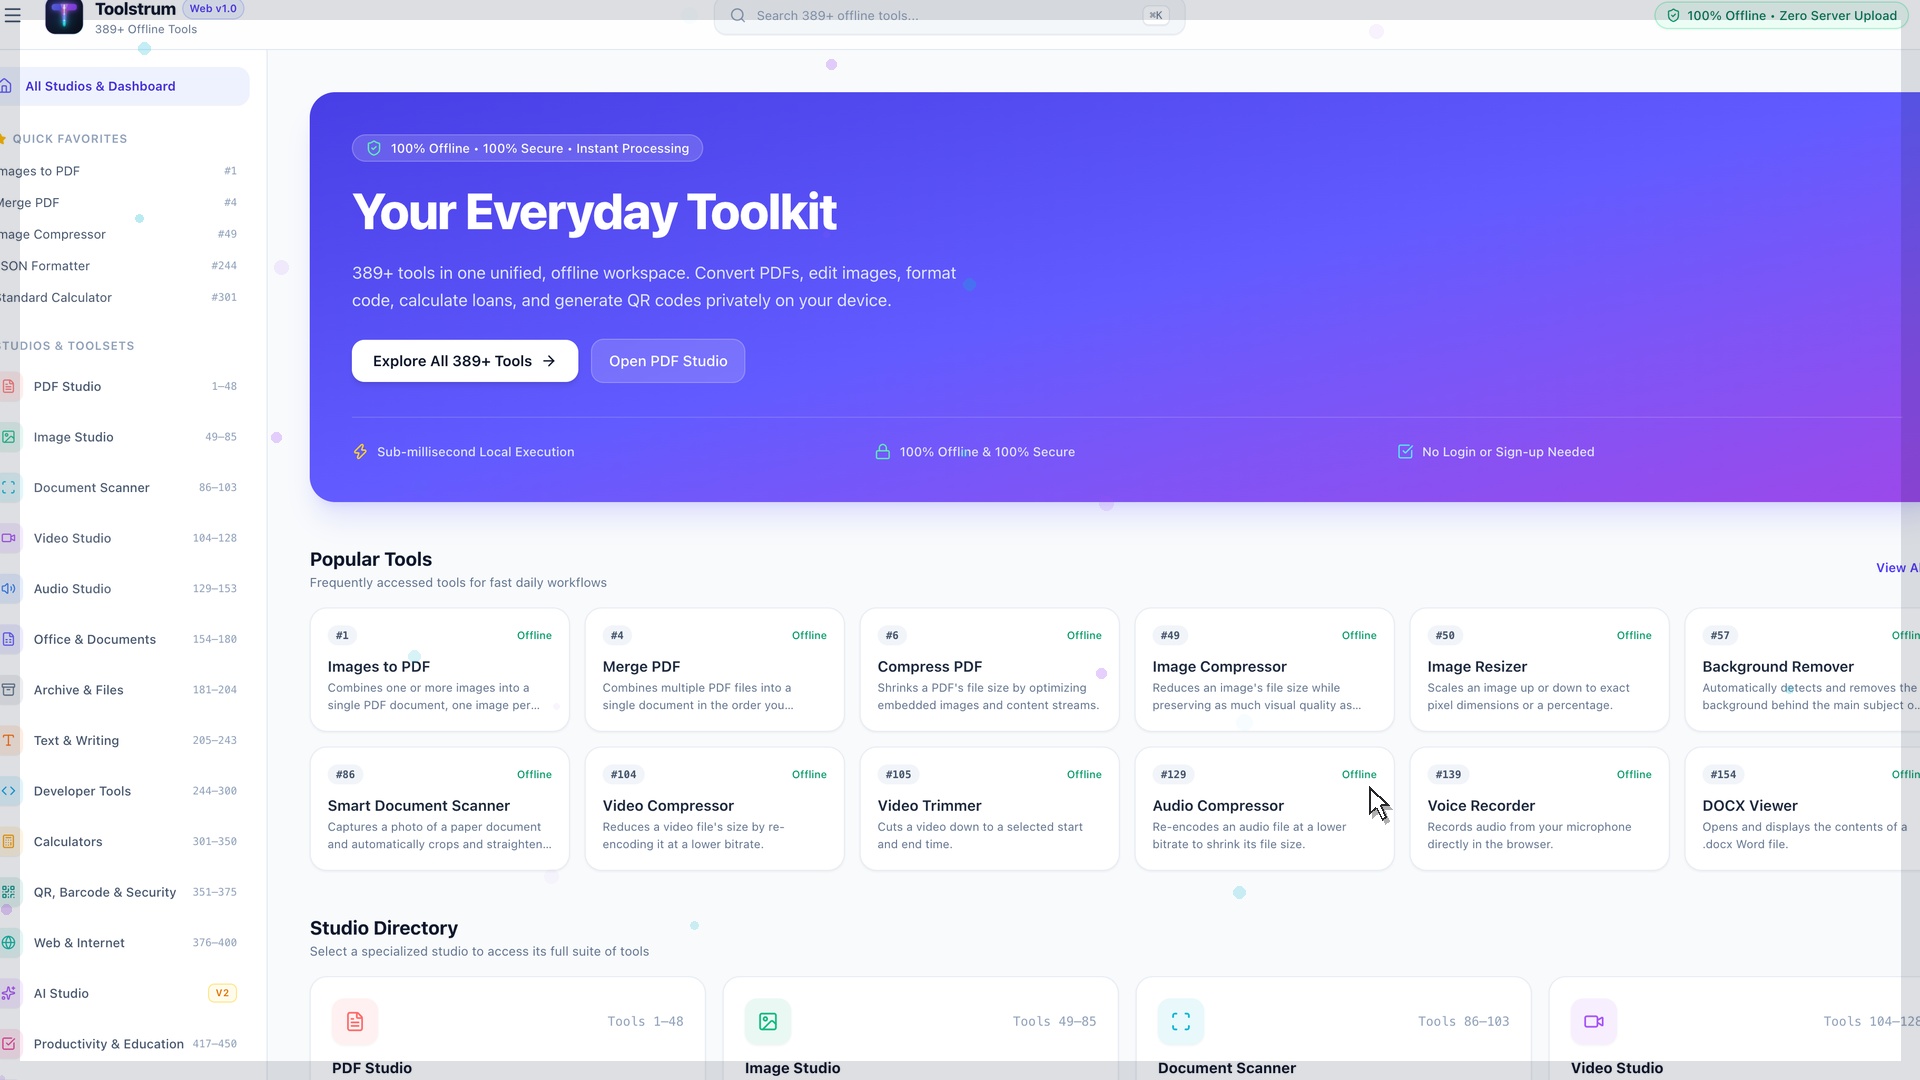 Toolstrum Web v1.0
389+ Offline Tools
Search 389+ offline tools... ⌘K
100% Offline • Zero Server Upload
All Studios & Dashboard
QUICK FAVORITES
mages to PDF #1
Merge PDF #4
mage Compressor #49
SON Formatter #244
Standard Calculator #301
STUDIOS & TOOLSETS
PDF Studio 1–48
Image Studio 49–85
Document Scanner 86–103
Video Studio 104–128
Audio Studio 129–153
Office & Documents 154–180
Archive & Files 181–204
Text & Writing 205–243
Developer Tools 244–300
Calculators 301–350
QR, Barcode & Security 351–375
Web & Internet 376–400
AI Studio V2
Productivity & Education 417–450
100% Offline • 100% Secure • Instant Processing
Your Everyday Toolkit
389+ tools in one unified, offline workspace. Convert PDFs, edit images, format
code, calculate loans, and generate QR codes privately on your device.
Explore All 389+ Tools →
Open PDF Studio
Sub-millisecond Local Execution
100% Offline & 100% Secure
No Login or Sign-up Needed
Popular Tools
Frequently accessed tools for fast daily workflows
View Al
#1 Offline
Images to PDF
Combines one or more images into a
single PDF document, one image per...
#4 Offline
Merge PDF
Combines multiple PDF files into a
single document in the order you...
#6 Offline
Compress PDF
Shrinks a PDF's file size by optimizing
embedded images and content streams.
#49 Offline
Image Compressor
Reduces an image's file size while
preserving as much visual quality as...
#50 Offline
Image Resizer
Scales an image up or down to exact
pixel dimensions or a percentage.
#57 Offlin
Background Remover
Automatically detects and removes the
background behind the main subject o...
#86 Offline
Smart Document Scanner
Captures a photo of a paper document
and automatically crops and straighten...
#104 Offline
Video Compressor
Reduces a video file's size by re-
encoding it at a lower bitrate.
#105 Offline
Video Trimmer
Cuts a video down to a selected start
and end time.
#129 Offline
Audio Compressor
Re-encodes an audio file at a lower
bitrate to shrink its file size.
#139 Offline
Voice Recorder
Records audio from your microphone
directly in the browser.
#154 Offlin
DOCX Viewer
Opens and displays the contents of a
.docx Word file.
Studio Directory
Select a specialized studio to access its full suite of tools
Tools 1–48
PDF Studio
Tools 49–85
Image Studio
Tools 86–103
Document Scanner
Tools 104–128
Video Studio